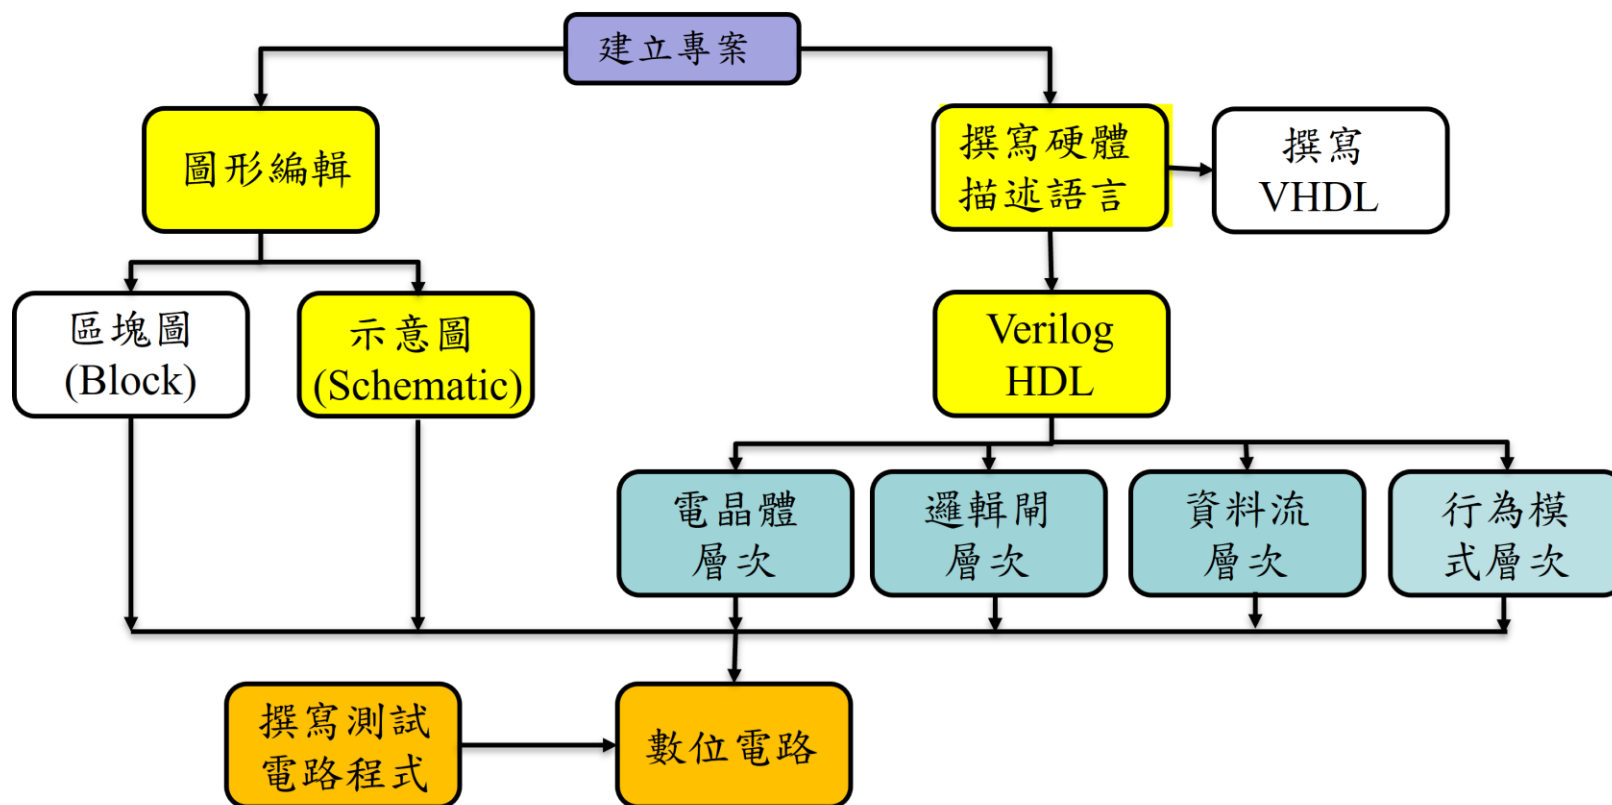 建立專案
圖形編輯
撰寫硬體
描述語言
撰寫
VHDL
區塊圖
(Block)
示意圖
(Schematic)
Verilog
HDL
電晶體
層次
邏輯閘
層次
資料流
層次
行為模
式層次
撰寫測試
電路程式
數位電路